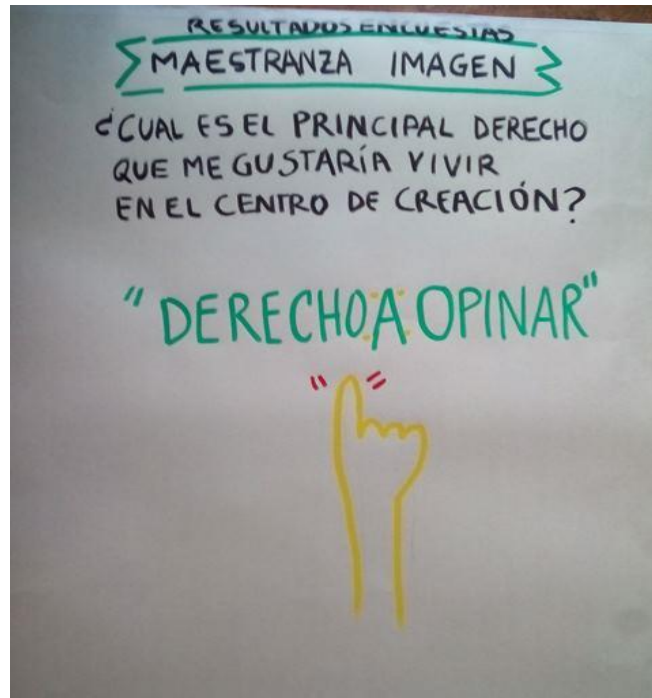 RESULTADOS ENCUESTAS
MAESTRANZA IMAGEN
¿CUAL ES EL PRINCIPAL DERECHO
QUE ME GUSTARÍA VIVIR
EN EL CENTRO DE CREACIÓN?
"DERECHO A OPINAR"